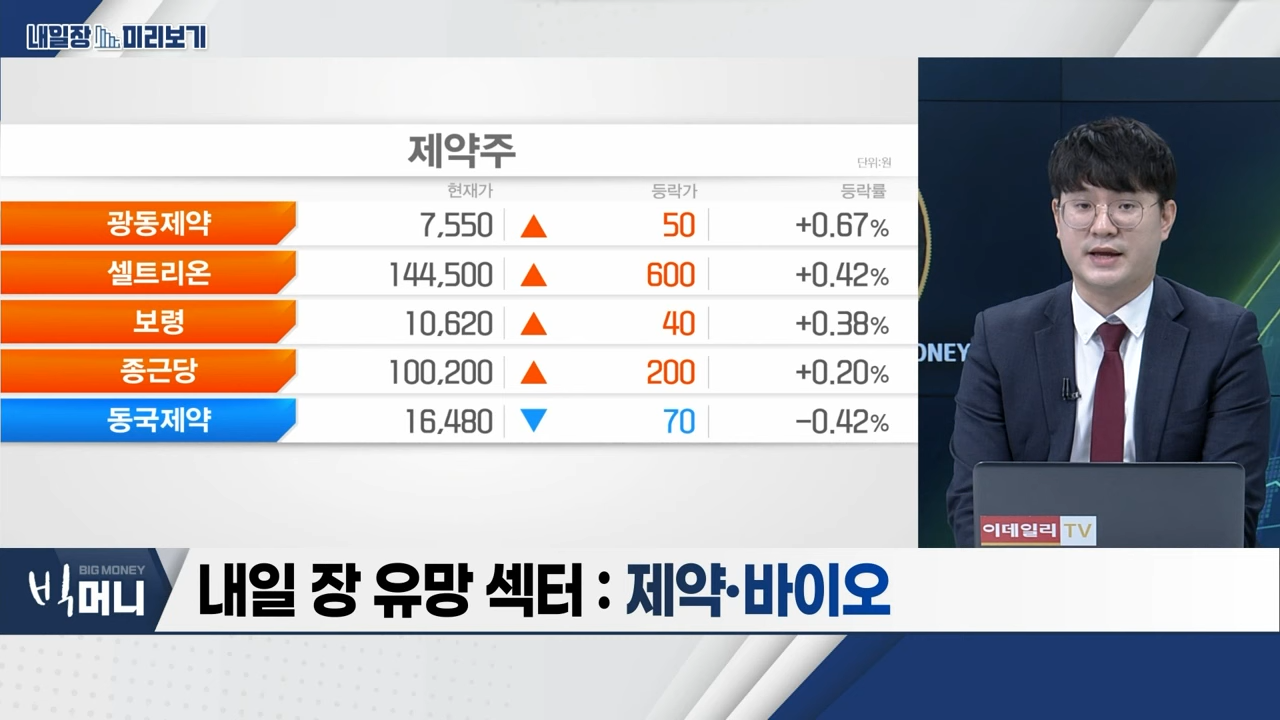 내일장 미리보기
제약주
단위:원
현재가 등락가 등락률
광동제약 7,550 ▲ 50 +0.67%
셀트리온 144,500 ▲ 600 +0.42%
보령 10,620 ▲ 40 +0.38%
종근당 100,200 ▲ 200 +0.20%
동국제약 16,480 ▼ 70 -0.42%
ONEY
이데일리 TV
BIG MONEY
빅머니
내일 장 유망 섹터 : 제약·바이오